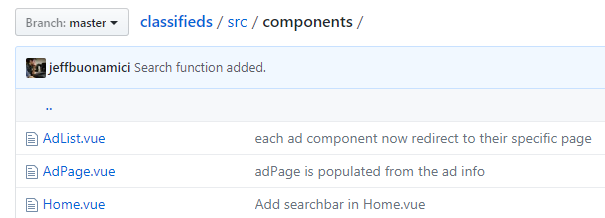 Branch: master classifieds / src / components /
jeffbuonamici Search function added.
..
AdList.vue each ad component now redirect to their specific page
AdPage.vue adPage is populated from the ad info
Home.vue Add searchbar in Home.vue